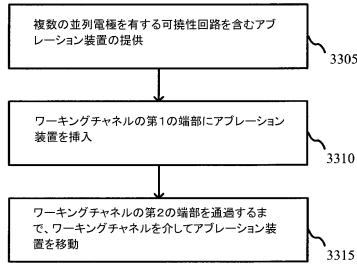 複数の並列電極を有する可撓性回路を含むアブ
レーション装置の提供
3305
ワーキングチャネルの第1の端部にアブレーション
装置を挿入
3310
ワーキングチャネルの第2の端部を通過するま
で、ワーキングチャネルを介してアブレーション装
置を移動
3315